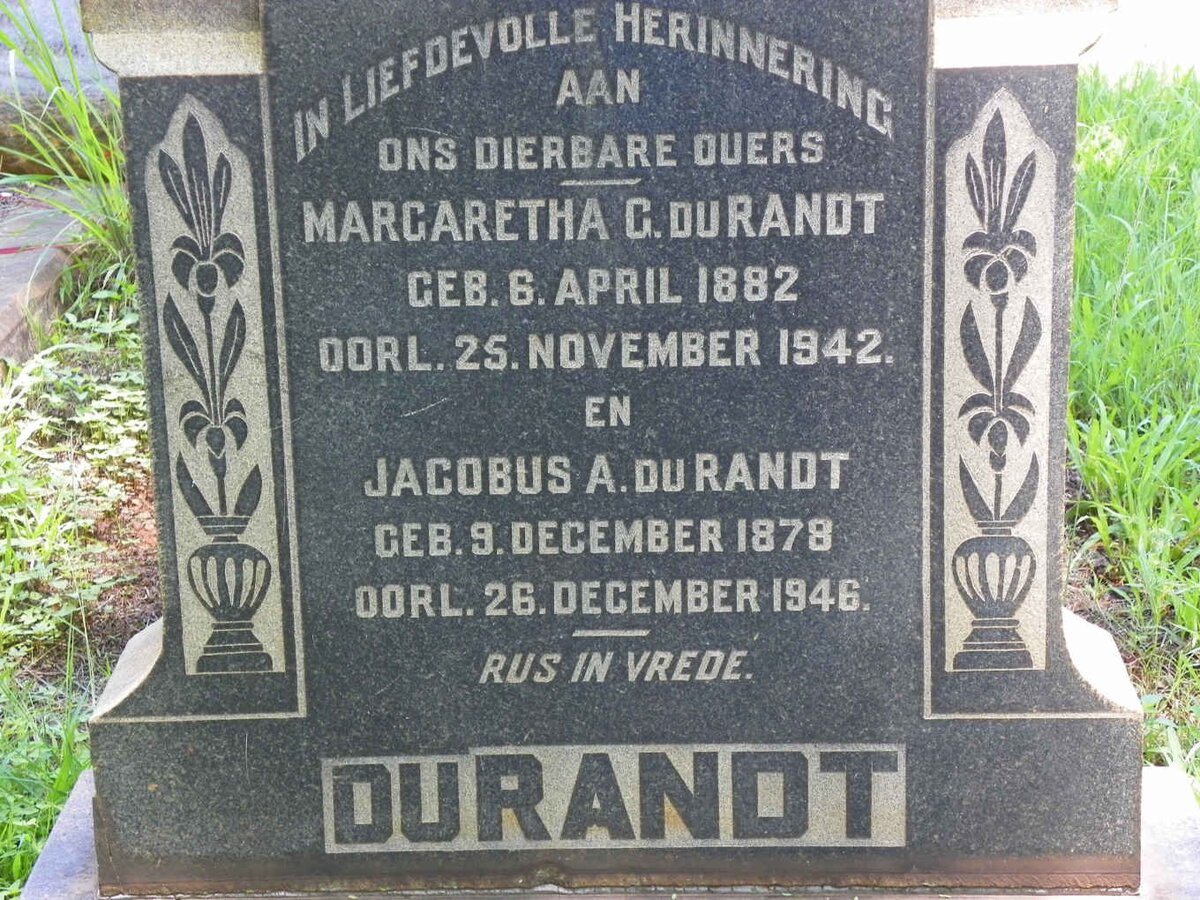 IN LIEFDEVOLLE HERINNERING
AAN
ONS DIERBARE OUERS
MARGARETHA G. DU RANDT
GEB. 6. APRIL 1882
OORL. 25. NOVEMBER 1942.
EN
JACOBUS A. DU RANDT
GEB. 9. DECEMBER 1878
OORL. 26. DECEMBER 1946.
RUS IN VREDE.
DU RANDT